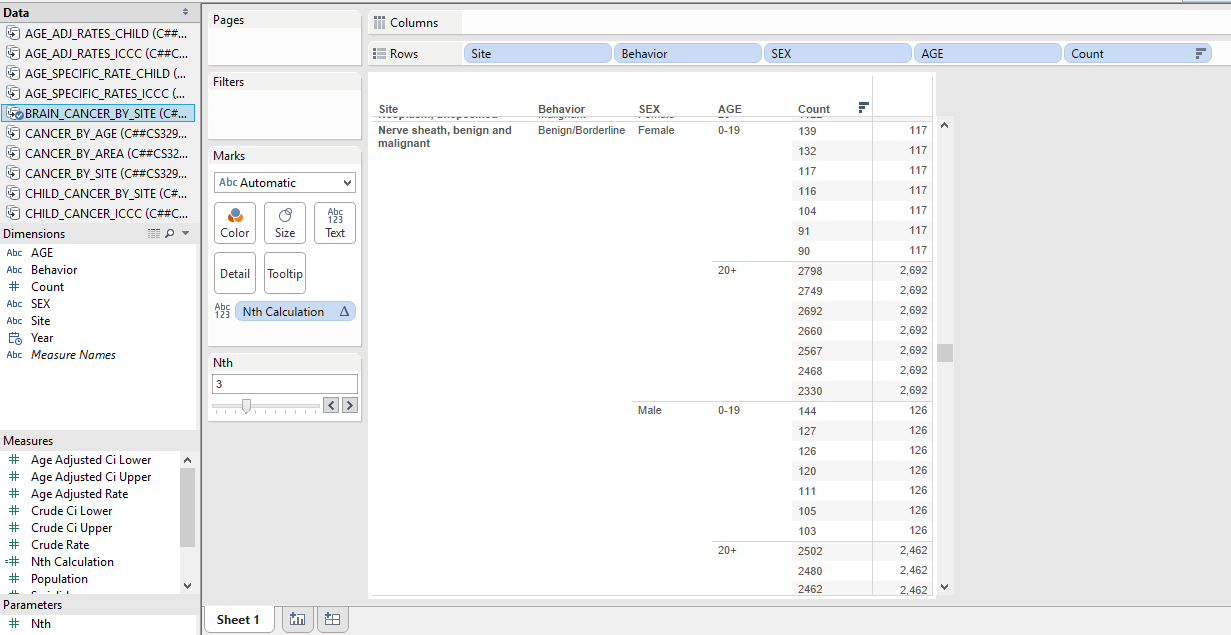 Data
AGE_ADJ_RATES_CHILD (C##...
AGE_ADJ_RATES_ICCC (C##C...
AGE_SPECIFIC_RATE_CHILD (...
AGE_SPECIFIC_RATES_ICCC (...
BRAIN_CANCER_BY_SITE (C#...
CANCER_BY_AGE (C##CS329...
CANCER_BY_AREA (C##CS32...
CANCER_BY_SITE (C##CS329...
CHILD_CANCER_BY_SITE (C#...
CHILD_CANCER_ICCC (C##C...
Dimensions
Abc AGE
Abc Behavior
# Count
Abc SEX
Abc Site
Year
Abc Measure Names
Measures
# Age Adjusted Ci Lower
# Age Adjusted Ci Upper
# Age Adjusted Rate
# Crude Ci Lower
# Crude Ci Upper
# Crude Rate
=# Nth Calculation
# Population
Parameters
# Nth
Pages
Filters
Marks
Abc Automatic
Color Size Abc 123 Text
Detail Tooltip
Abc 123 Nth Calculation Δ
Nth
3
Columns
Rows Site Behavior SEX AGE Count
Site Behavior SEX AGE Count
Nerve sheath, benign and malignant Benign/Borderline Female 0-19 139 117
132 117
117 117
116 117
104 117
91 117
90 117
20+ 2798 2,692
2749 2,692
2692 2,692
2660 2,692
2567 2,692
2468 2,692
2330 2,692
Male 0-19 144 126
127 126
126 126
120 126
111 126
105 126
103 126
20+ 2502 2,462
2480 2,462
2462 2,462
Sheet 1